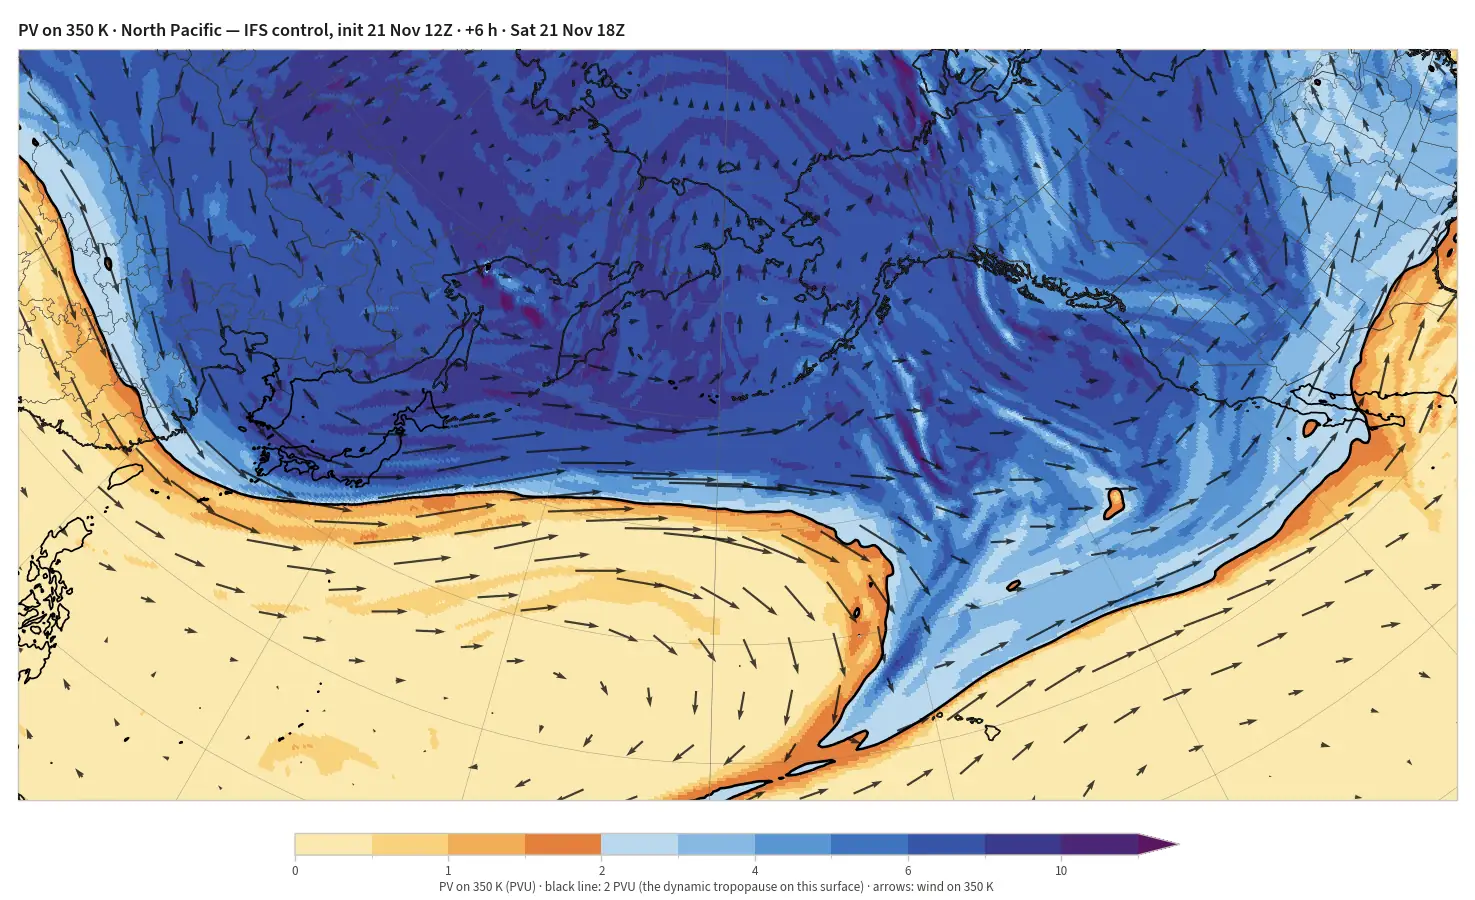 PV on 350 K · North Pacific — IFS control, init 21 Nov 12Z · +6 h · Sat 21 Nov 18Z
0 1 2 4 6 10
PV on 350 K (PVU) · black line: 2 PVU (the dynamic tropopause on this surface) · arrows: wind on 350 K